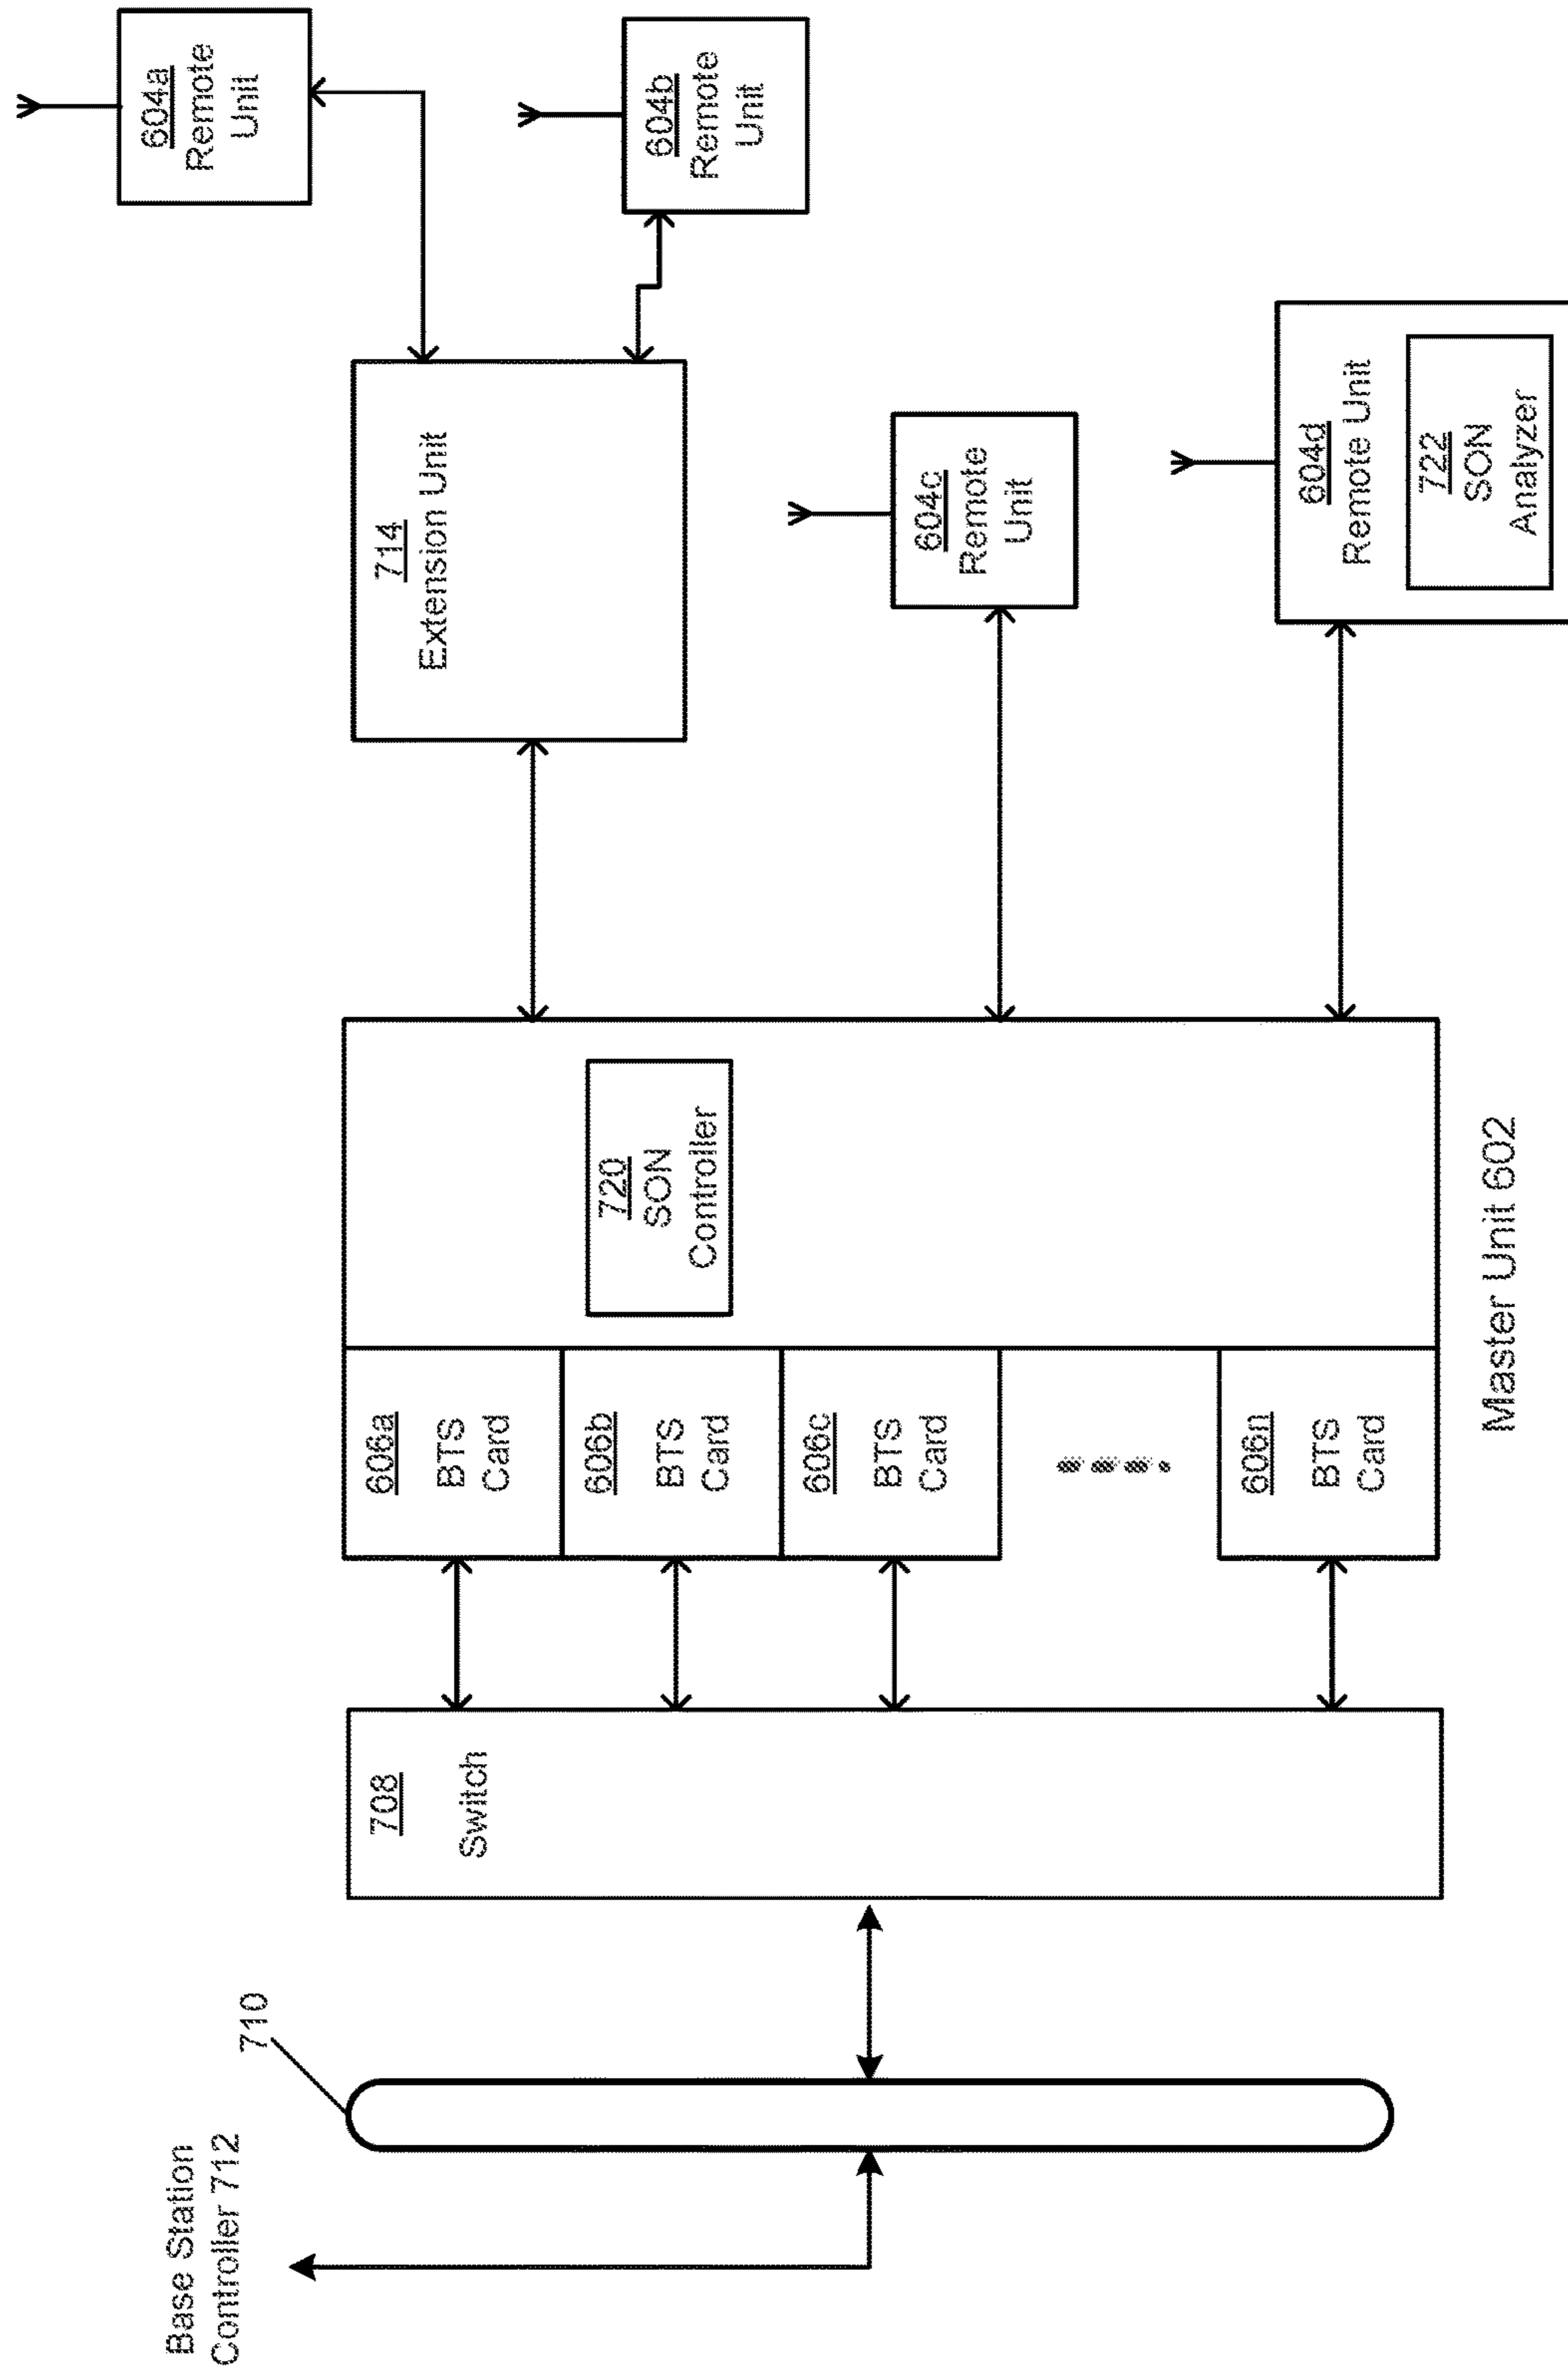 Base Station
Controller 712
710
708
Switch
606a
BTS
Card
606b
BTS
Card
606c
BTS
Card
606n
BTS
Card
720
SON
Controller
Master Unit 602
714
Extension Unit
604a
Remote
Unit
604b
Remote
Unit
604c
Remote
Unit
604d
Remote Unit
722
SON
Analyzer